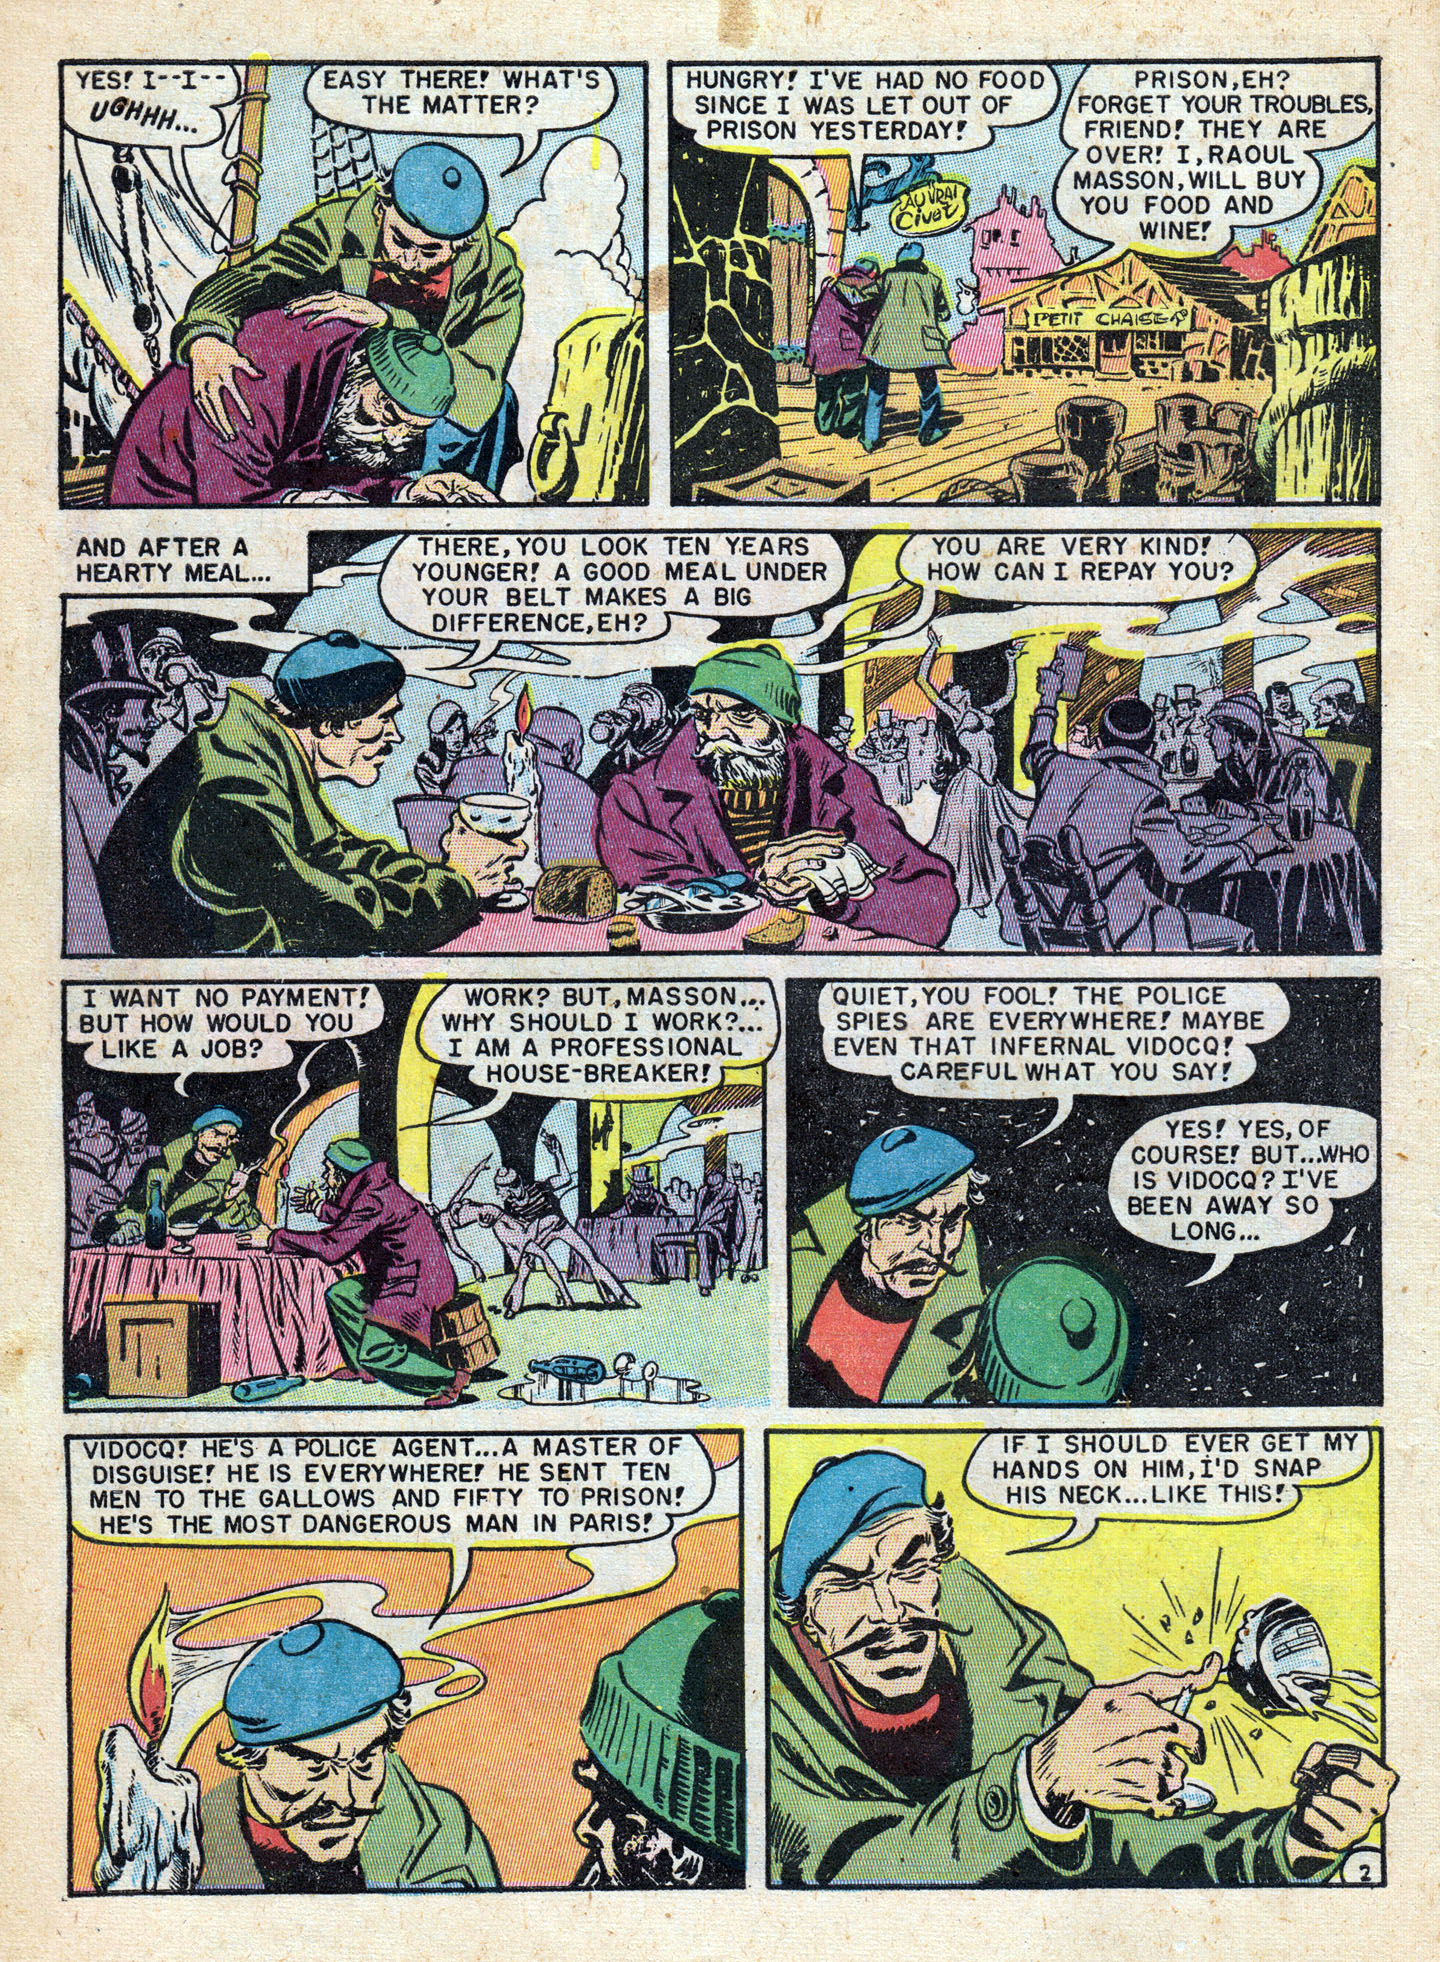 YES! I--I--
UGHHH...
EASY THERE! WHAT'S
THE MATTER?
HUNGRY! I'VE HAD NO FOOD
SINCE I WAS LET OUT OF
PRISON YESTERDAY!
PRISON, EH?
FORGET YOUR TROUBLES,
FRIEND! THEY ARE
OVER! I, RAOUL
MASSON, WILL BUY
YOU FOOD AND
WINE!
AU VRAI
Civet
PETIT CHAISE
AND AFTER A
HEARTY MEAL...
THERE, YOU LOOK TEN YEARS
YOUNGER! A GOOD MEAL UNDER
YOUR BELT MAKES A BIG
DIFFERENCE, EH?
YOU ARE VERY KIND!
HOW CAN I REPAY YOU?
I WANT NO PAYMENT!
BUT HOW WOULD YOU
LIKE A JOB?
WORK? BUT, MASSON...
WHY SHOULD I WORK?...
I AM A PROFESSIONAL
HOUSE-BREAKER!
QUIET, YOU FOOL! THE POLICE
SPIES ARE EVERYWHERE! MAYBE
EVEN THAT INFERNAL VIDOCQ!
CAREFUL WHAT YOU SAY!
YES! YES, OF
COURSE! BUT...WHO
IS VIDOCQ? I'VE
BEEN AWAY SO
LONG...
VIDOCQ! HE'S A POLICE AGENT...A MASTER OF
DISGUISE! HE IS EVERYWHERE! HE SENT TEN
MEN TO THE GALLOWS AND FIFTY TO PRISON!
HE'S THE MOST DANGEROUS MAN IN PARIS!
IF I SHOULD EVER GET MY
HANDS ON HIM, I'D SNAP
HIS NECK...LIKE THIS!
2